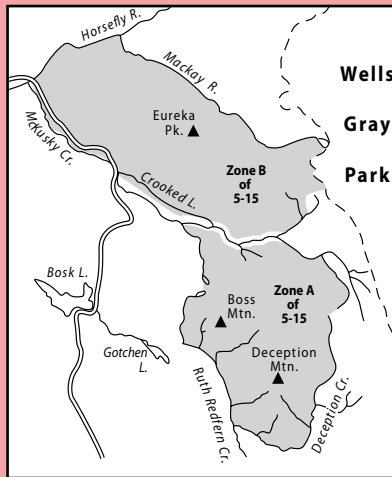 Horsefly R.
Mackay R.
Wells
Gray
Park
Eureka
Pk.
McKusky Cr.
Zone B
of
5-15
Crooked L.
Bosk L.
Zone A
of
5-15
Boss
Mtn.
Gotchen
L.
Deception
Mtn.
Ruth Redfern Cr.
Deception Cr.